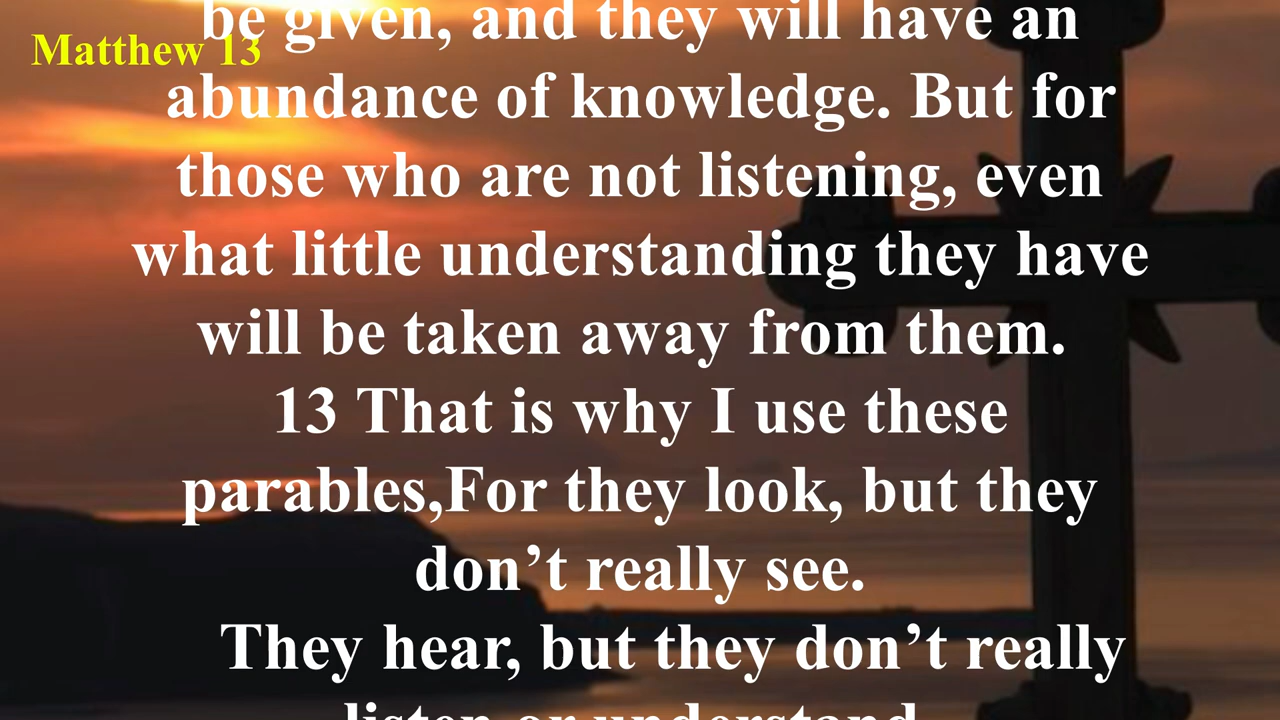 be given, and they will have an
Matthew 13
abundance of knowledge. But for
those who are not listening, even
what little understanding they have
will be taken away from them.
13 That is why I use these
parables,For they look, but they
don’t really see.
They hear, but they don’t really
listen or understand.